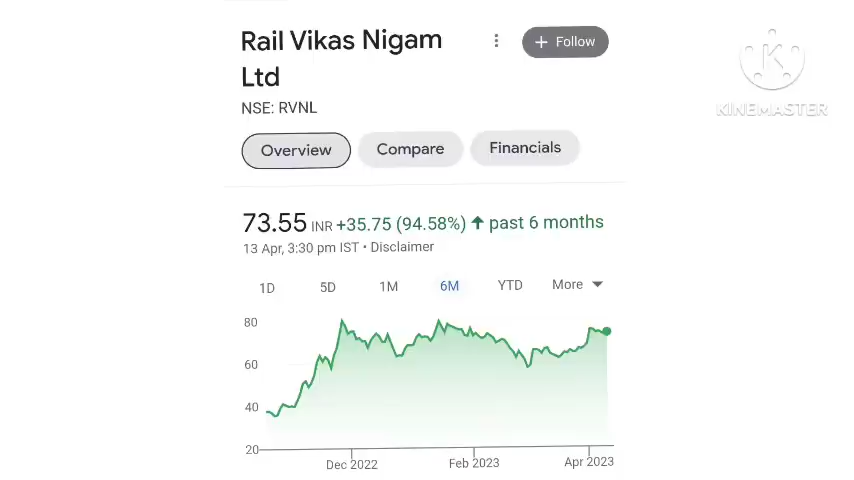 Rail Vikas Nigam
Ltd
+ Follow
NSE: RVNL
Overview
Compare
Financials
73.55 INR +35.75 (94.58%) ↑ past 6 months
13 Apr, 3:30 pm IST • Disclaimer
1D 5D 1M 6M YTD More
80
60
40
20
Dec 2022 Feb 2023 Apr 2023
K
KINEMASTER